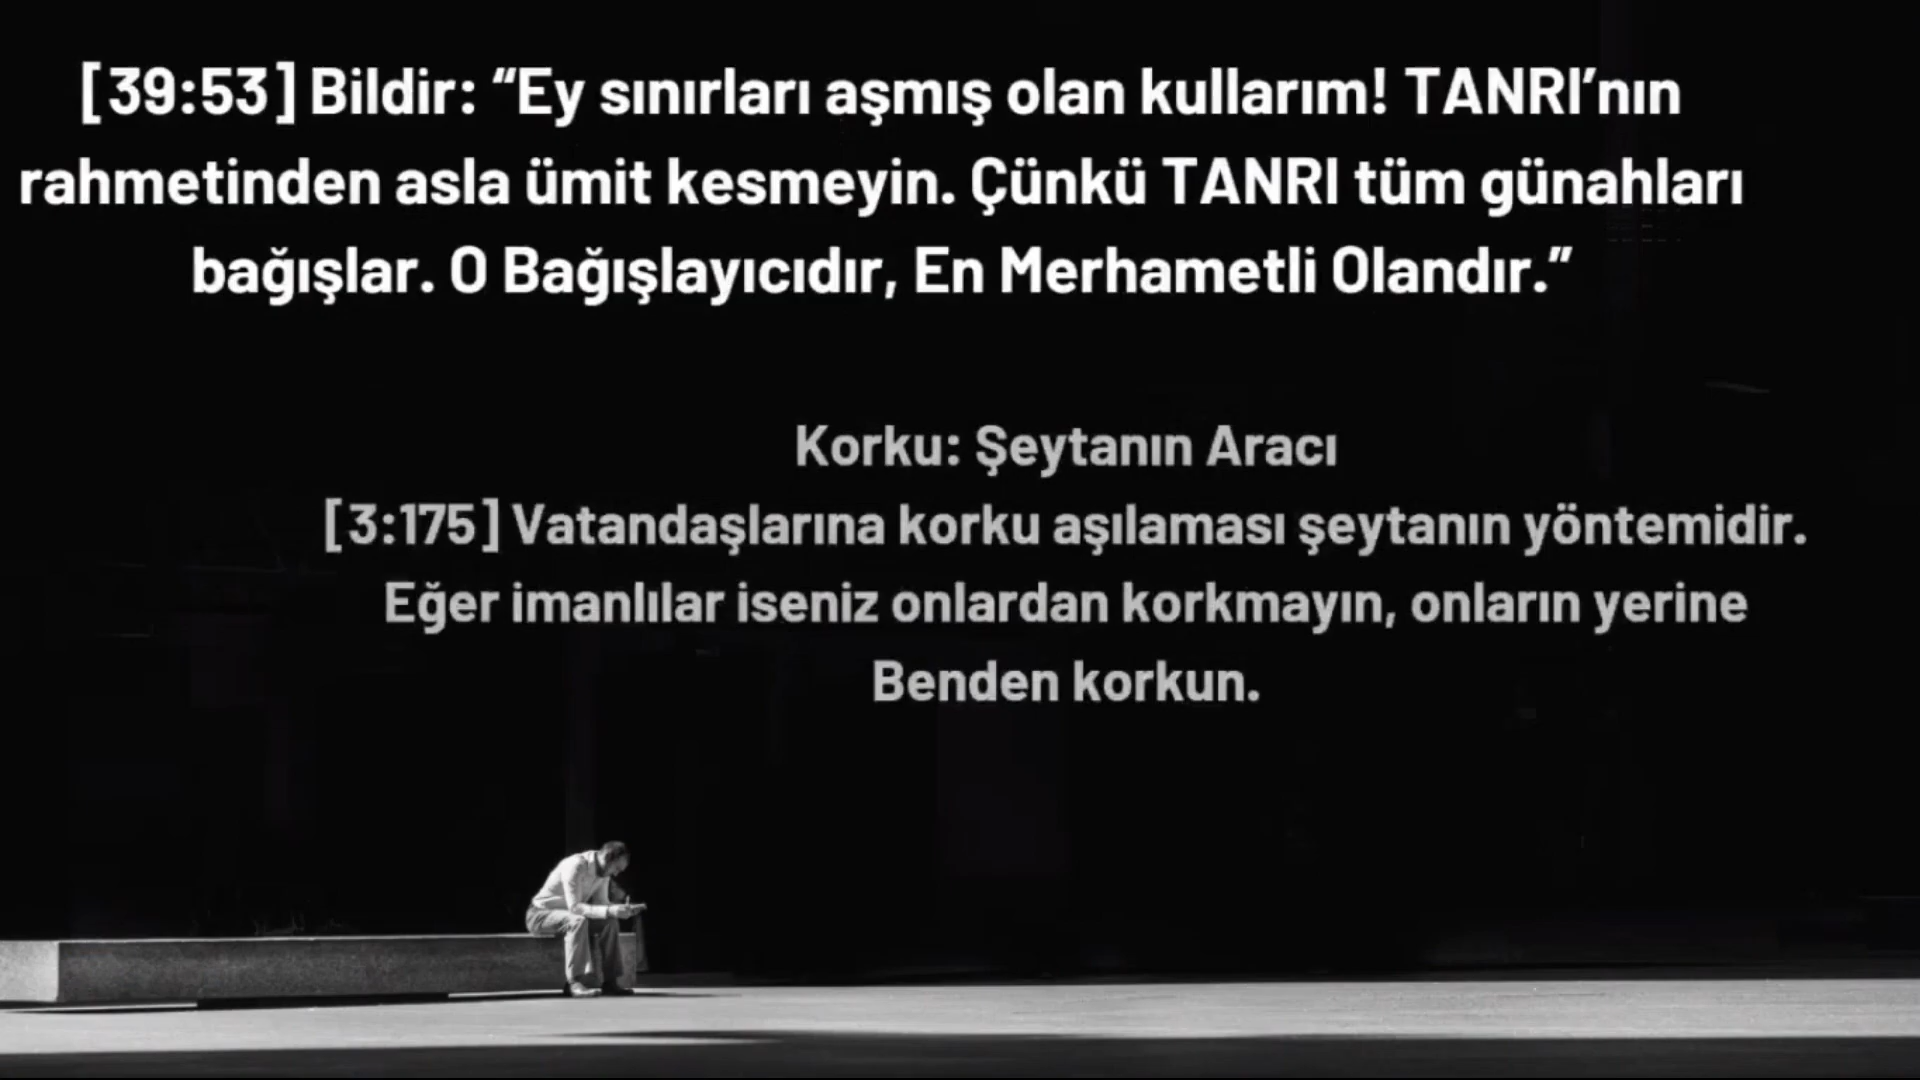 [39:53] Bildir: “Ey sınırları aşmış olan kullarım! TANRI’nın
rahmetinden asla ümit kesmeyin. Çünkü TANRI tüm günahları
bağışlar. O Bağışlayıcıdır, En Merhametli Olandır.”
Korku: Şeytanın Aracı
[3:175] Vatandaşlarına korku aşılaması şeytanın yöntemidir.
Eğer imanlılar iseniz onlardan korkmayın, onların yerine
Benden korkun.